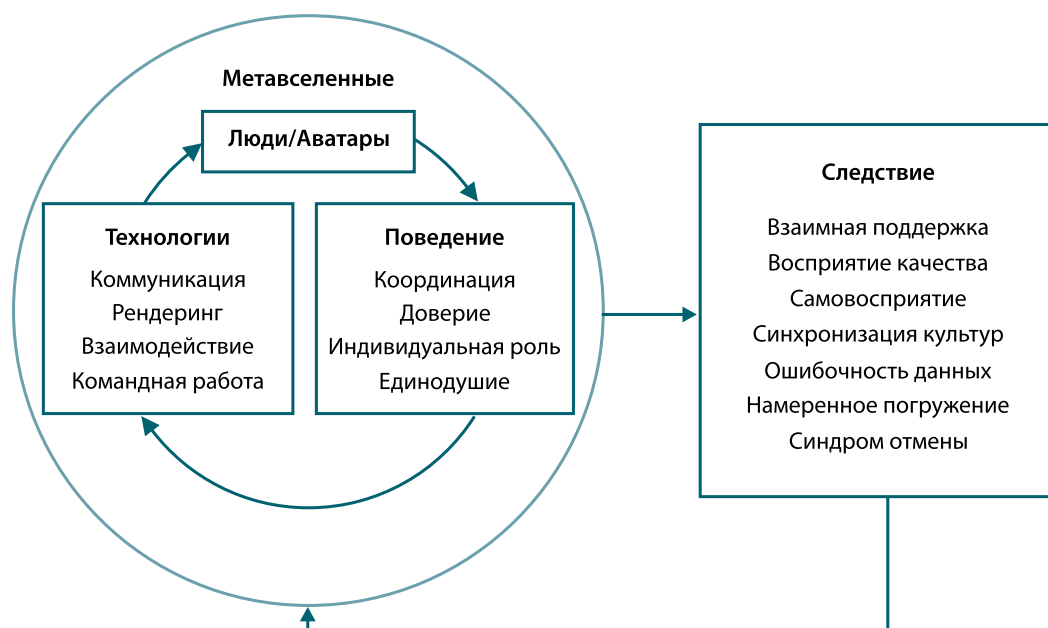 Метавселенные
Люди/Аватары
Технологии
Коммуникация
Рендеринг
Взаимодействие
Командная работа
Поведение
Координация
Доверие
Индивидуальная роль
Единодушие
Следствие
Взаимная поддержка
Восприятие качества
Самовосприятие
Синхронизация культур
Ошибочность данных
Намеренное погружение
Синдром отмены